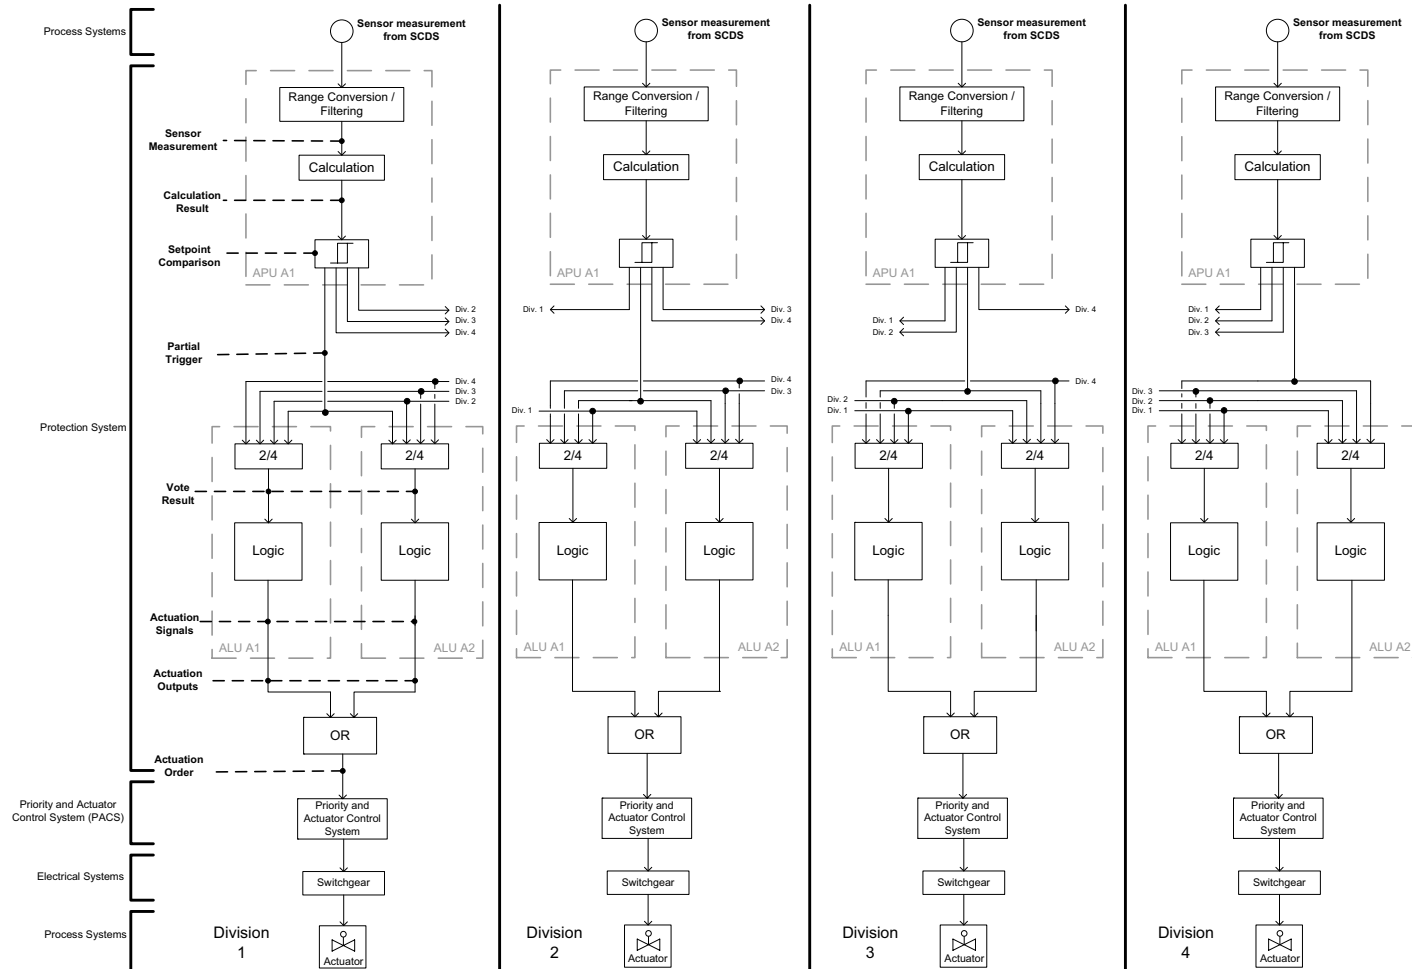 Process Systems
Sensor measurement
from SCDS
Sensor measurement
from SCDS
Sensor measurement
from SCDS
Sensor measurement
from SCDS
Range Conversion /
Filtering
Range Conversion /
Filtering
Range Conversion /
Filtering
Range Conversion /
Filtering
Sensor
Measurement
Calculation
Calculation
Calculation
Calculation
Calculation
Result
Setpoint
Comparison
APU A1
APU A1
APU A1
APU A1
Div. 2
Div. 3
Div. 4
Div. 1
Div. 3
Div. 4
Div. 1
Div. 2
Div. 4
Div. 1
Div. 2
Div. 3
Partial
Trigger
Div. 4
Div. 3
Div. 2
Div. 1
Div. 4
Div. 3
Div. 2
Div. 1
Div. 4
Div. 3
Div. 2
Div. 1
Protection System
2/4
2/4
2/4
2/4
2/4
2/4
2/4
2/4
Vote
Result
Logic
Logic
Logic
Logic
Logic
Logic
Logic
Logic
Actuation
Signals
ALU A1
ALU A2
ALU A1
ALU A2
ALU A1
ALU A2
ALU A1
ALU A2
Actuation
Outputs
OR
OR
OR
OR
Actuation
Order
Priority and Actuator
Control System (PACS)
Priority and
Actuator Control
System
Priority and
Actuator Control
System
Priority and
Actuator Control
System
Priority and
Actuator Control
System
Electrical Systems
Switchgear
Switchgear
Switchgear
Switchgear
Process Systems
Division
1
Actuator
Division
2
Actuator
Division
3
Actuator
Division
4
Actuator